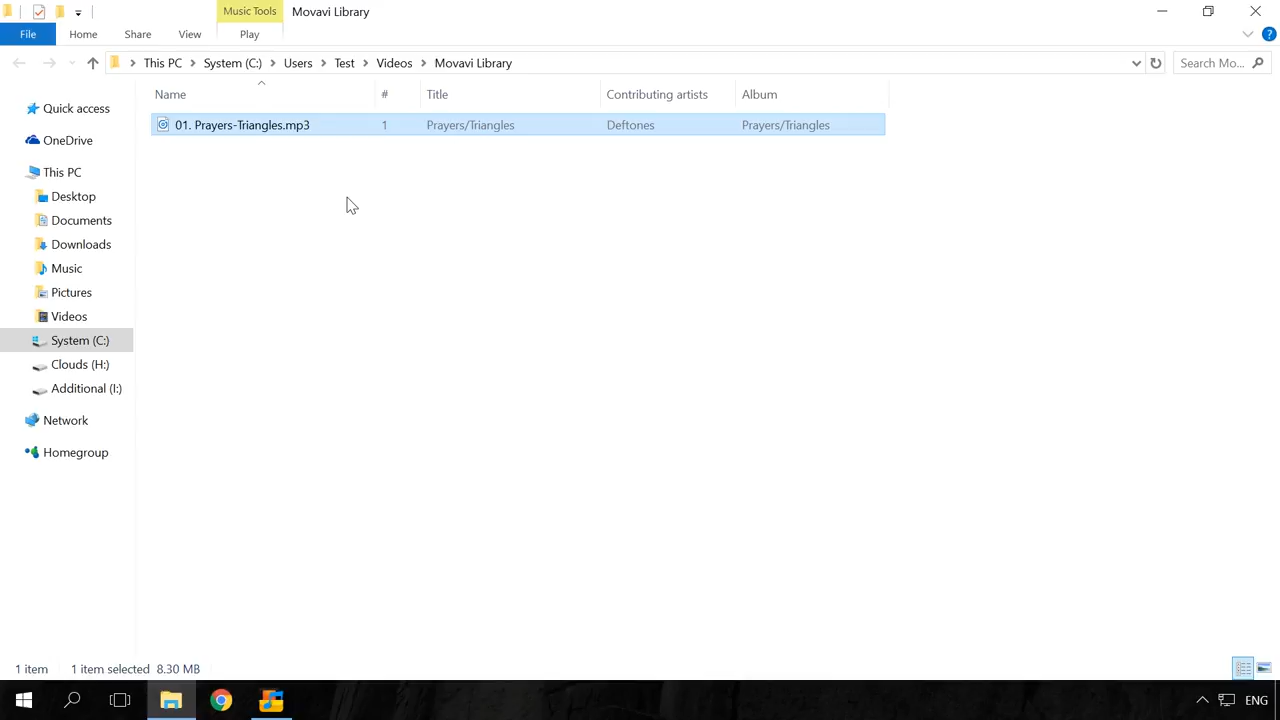 Music Tools
Movavi Library
File
Home
Share
View
Play
This PC
System (C:)
Users
Test
Videos
Movavi Library
Search Mo...
Name
#
Title
Contributing artists
Album
01. Prayers-Triangles.mp3
1
Prayers/Triangles
Deftones
Prayers/Triangles
Quick access
OneDrive
This PC
Desktop
Documents
Downloads
Music
Pictures
Videos
System (C:)
Clouds (H:)
Additional (I:)
Network
Homegroup
1 item
1 item selected 8.30 MB
ENG